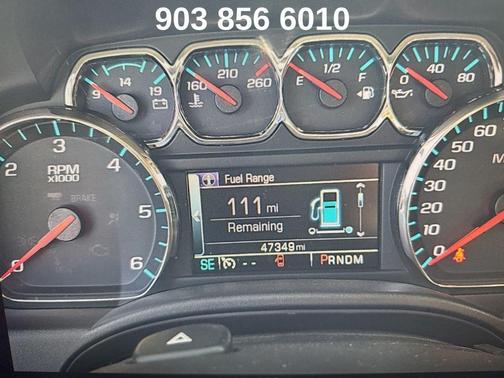 903 856 6010
9 14 19
160 210 260
E 1/2 F
0 40 80
2 3 4 5 6
RPM
x1000
BRAKE
Fuel Range
111 mi
Remaining
47349 mi
SE -- PRNDM
0 10 20 30 40 50 60
M
0